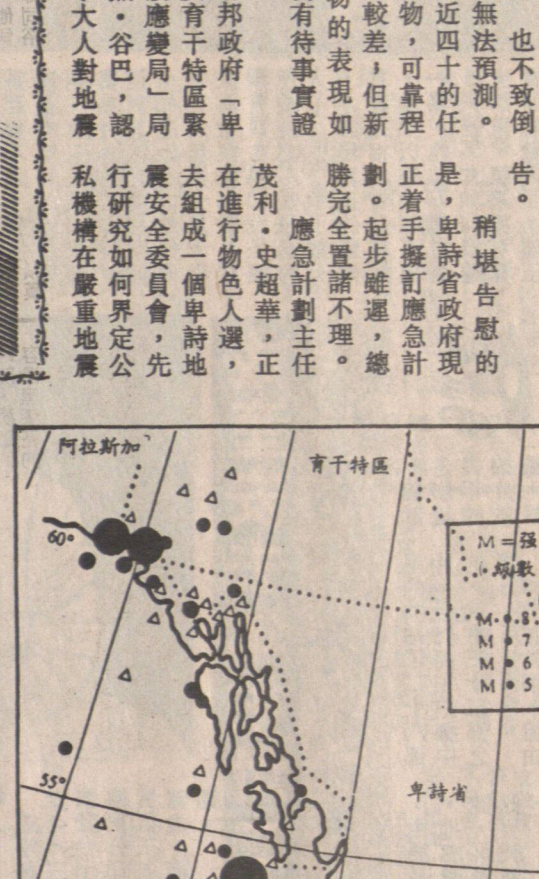 也不致倒
無法預測。
近四十的任
物，可靠程
較差；但新
物的表現如
有待事實證
邦政府「卑
育干特區緊
應變局」局
・谷巴，認
大人對地震
告。
稍堪告慰的
是，卑詩省政府現
正着手擬訂應急計
劃。起步雖遲，總
勝完全置諸不理。
應急計劃主任
茂利・史超華，正
在進行物色人選，
去組成一個卑詩地
震安全委員會，先
行研究如何界定公
私機構在嚴重地震
阿拉斯加
育干特區
60°
M = 强
級數
M 8
M 7
M 6
M 5
55°
卑詩省